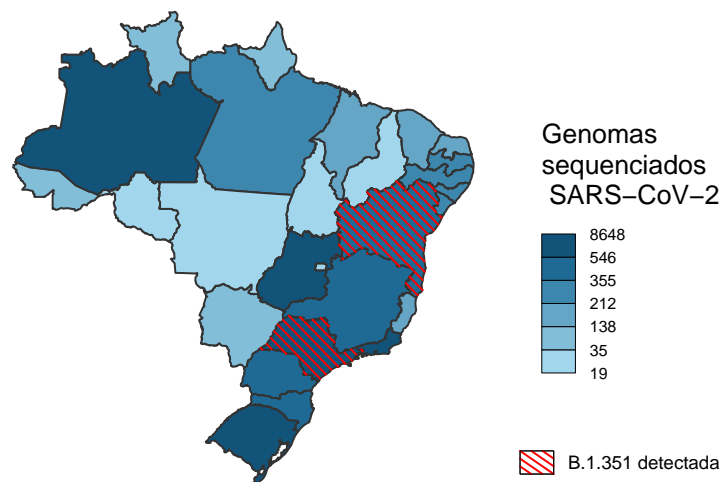 Genomas
sequenciados
SARS−CoV−2
8648
546
355
212
138
35
19
B.1.351 detectada